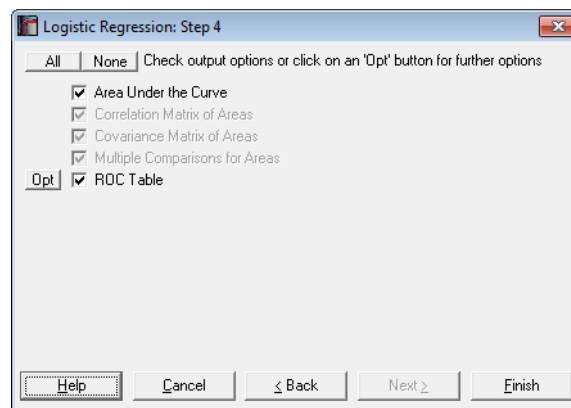 Logistic Regression: Step 4
All None Check output options or click on an 'Opt' button for further options
Area Under the Curve
Correlation Matrix of Areas
Covariance Matrix of Areas
Multiple Comparisons for Areas
Opt ROC Table
Help Cancel < Back Next > Finish